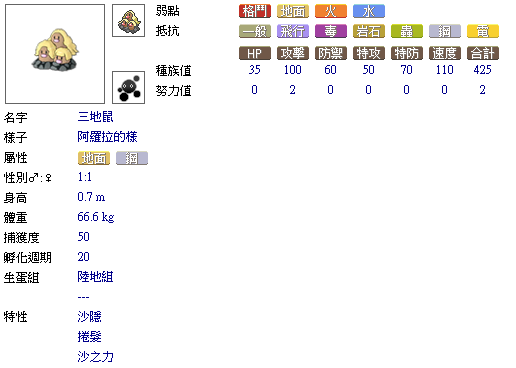 弱點 格鬥 地面 火 水
抵抗 一般 飛行 毒 岩石 蟲 鋼 龍
HP 攻擊 防禦 特攻 特防 速度 合計
種族值 35 100 60 50 70 110 425
努力值 0 2 0 0 0 0 2
名字 三地鼠
樣子 阿羅拉的樣
屬性 地面 鋼
性別♂:♀ 1:1
身高 0.7 m
體重 66.6 kg
捕獲度 50
孵化週期 20
生蛋組 陸地組
---
特性 沙隱
捲髮
沙之力